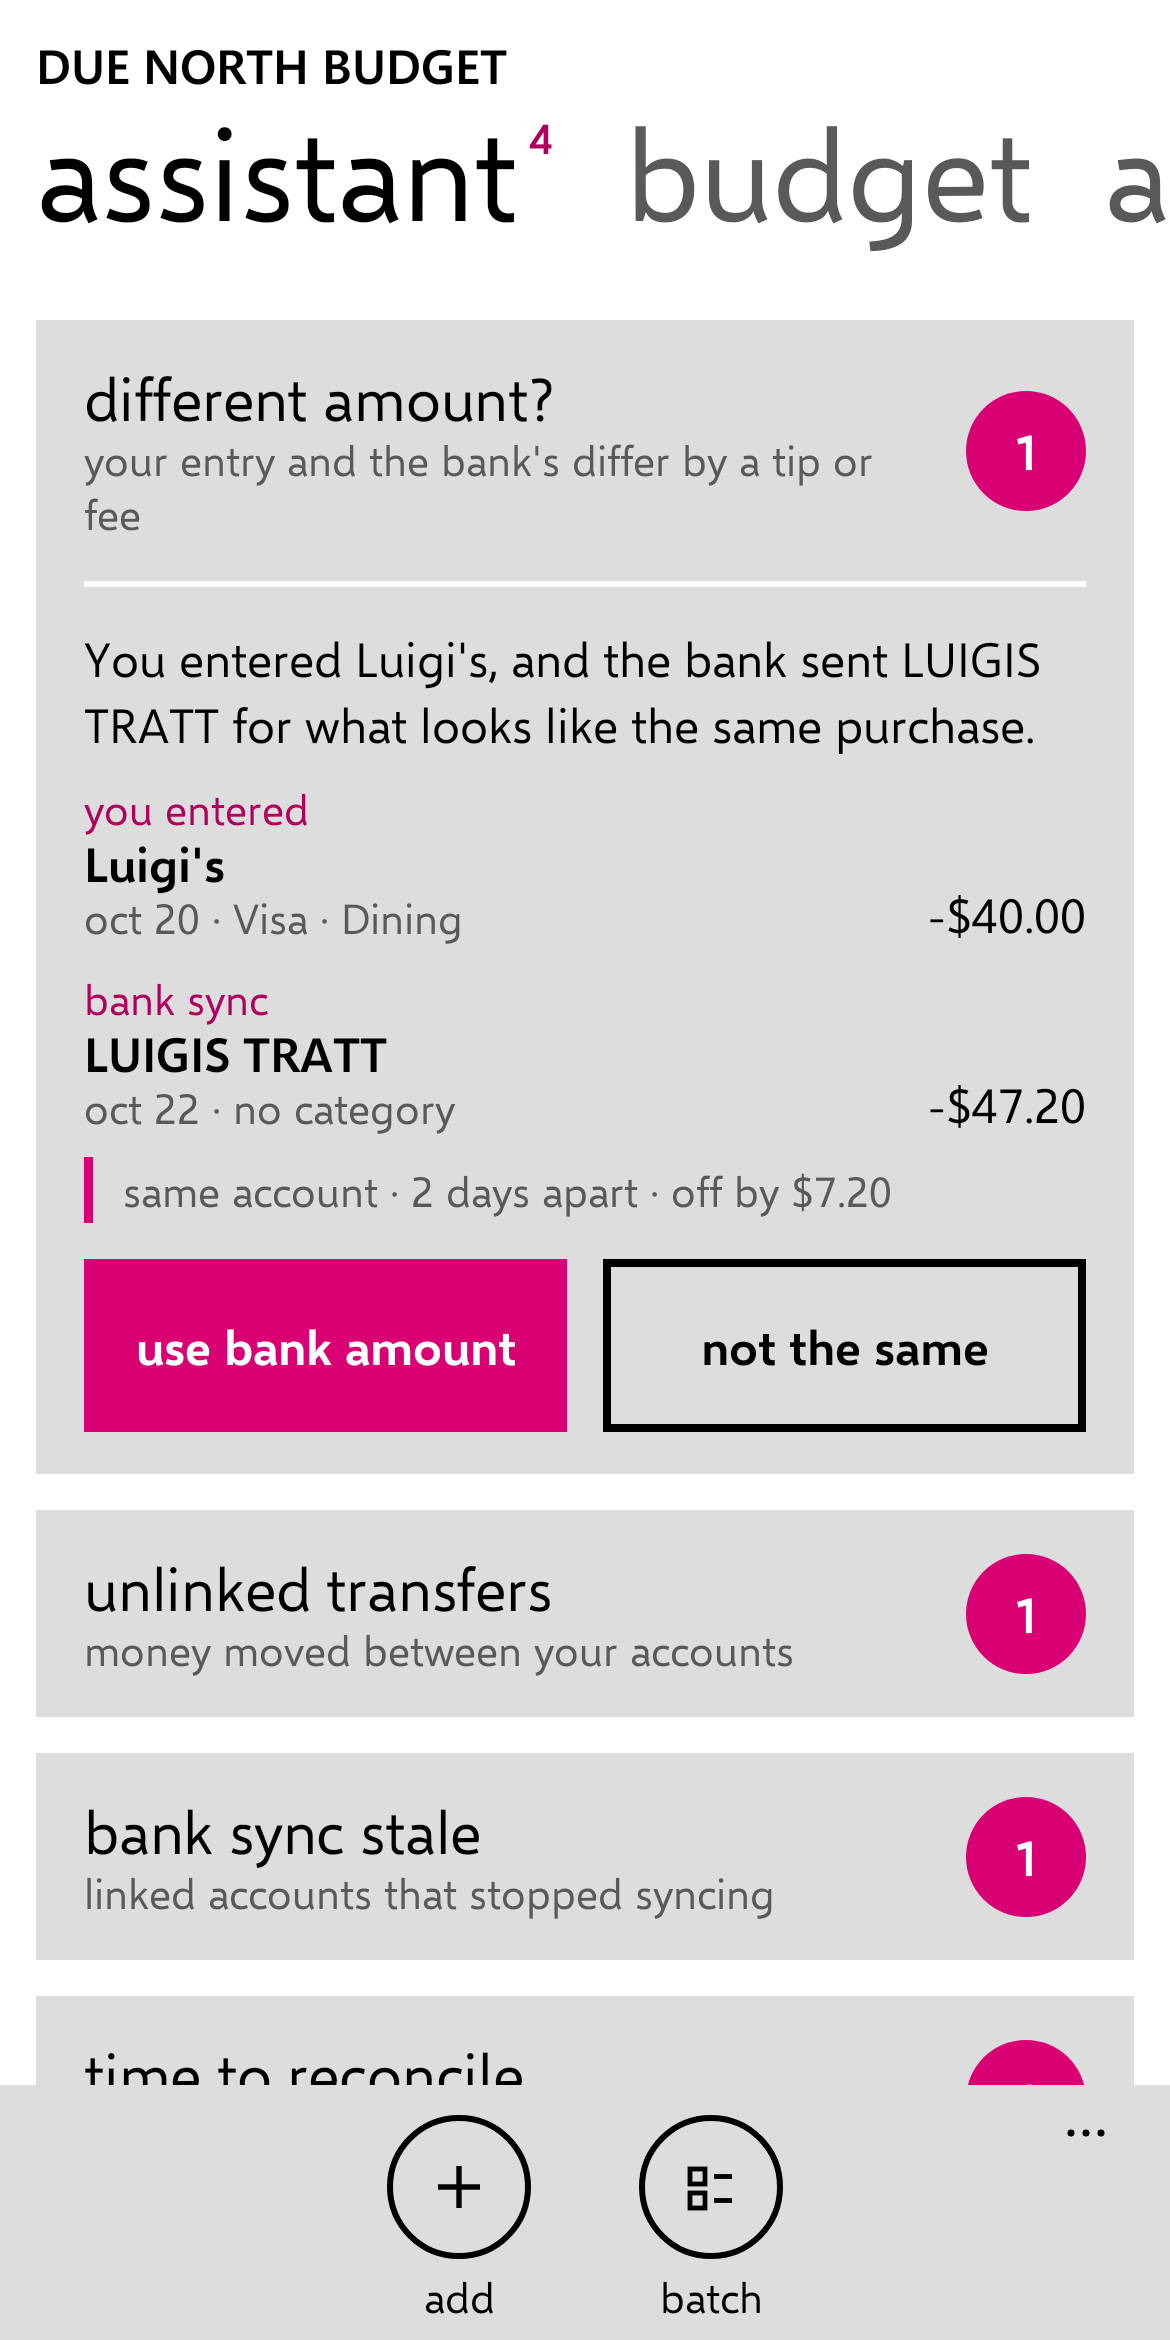 DUE NORTH BUDGET
assistant 4 budget a
different amount?
your entry and the bank's differ by a tip or
fee
1
You entered Luigi's, and the bank sent LUIGIS
TRATT for what looks like the same purchase.
you entered
Luigi's
oct 20 · Visa · Dining
-$40.00
bank sync
LUIGIS TRATT
oct 22 · no category
-$47.20
same account · 2 days apart · off by $7.20
use bank amount
not the same
unlinked transfers
money moved between your accounts
1
bank sync stale
linked accounts that stopped syncing
1
time to reconcile
...
add
batch